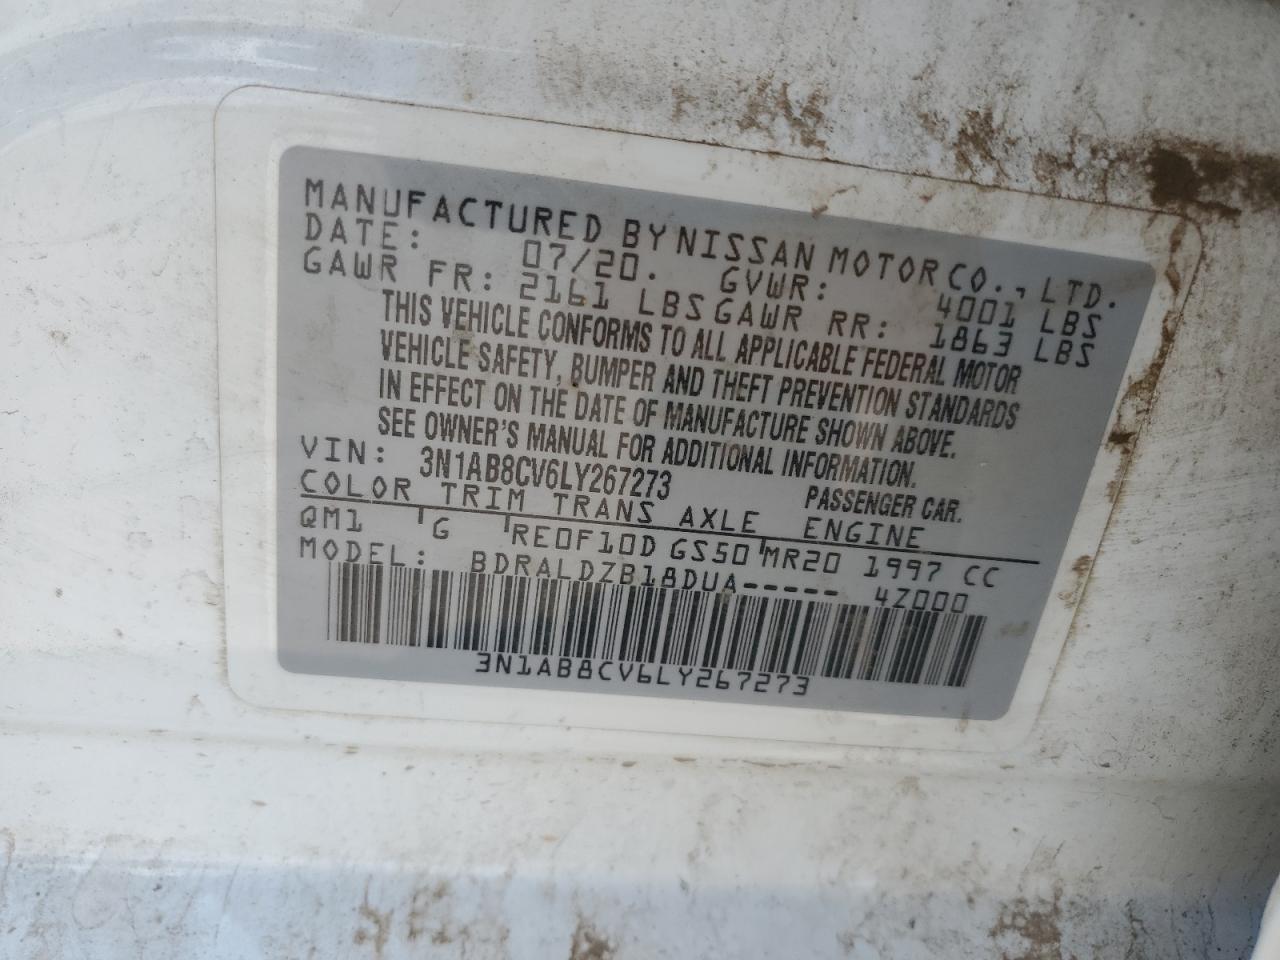 MANUFACTURED BY NISSAN MOTOR CO., LTD.
DATE: 07/20. GVWR: 4001 LBS
GAWR FR: 2161 LBS GAWR RR: 1863 LBS
THIS VEHICLE CONFORMS TO ALL APPLICABLE FEDERAL MOTOR
VEHICLE SAFETY, BUMPER AND THEFT PREVENTION STANDARDS
IN EFFECT ON THE DATE OF MANUFACTURE SHOWN ABOVE.
SEE OWNER'S MANUAL FOR ADDITIONAL INFORMATION.
VIN: 3N1AB8CV6LY267273 PASSENGER CAR.
COLOR TRIM TRANS AXLE ENGINE
QM1 G RE0F10D GS50 MR20 1997 CC
MODEL: BDRALDZB18DUA----- 4Z000
3N1AB8CV6LY267273